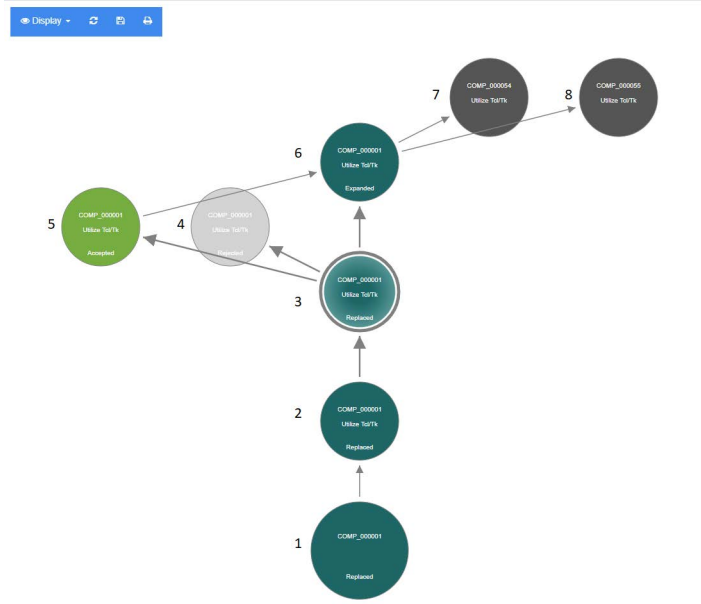 Display
7
COMP_000054
Utilize Tcl/Tk
8
COMP_000055
Utilize Tcl/Tk
6
COMP_000001
Utilize Tcl/Tk
Expanded
5
COMP_000001
Utilize Tcl/Tk
Accepted
4
COMP_000001
Utilize Tcl/Tk
Rejected
3
COMP_000001
Utilize Tcl/Tk
Replaced
2
COMP_000001
Utilize Tcl/Tk
Replaced
1
COMP_000001
Replaced